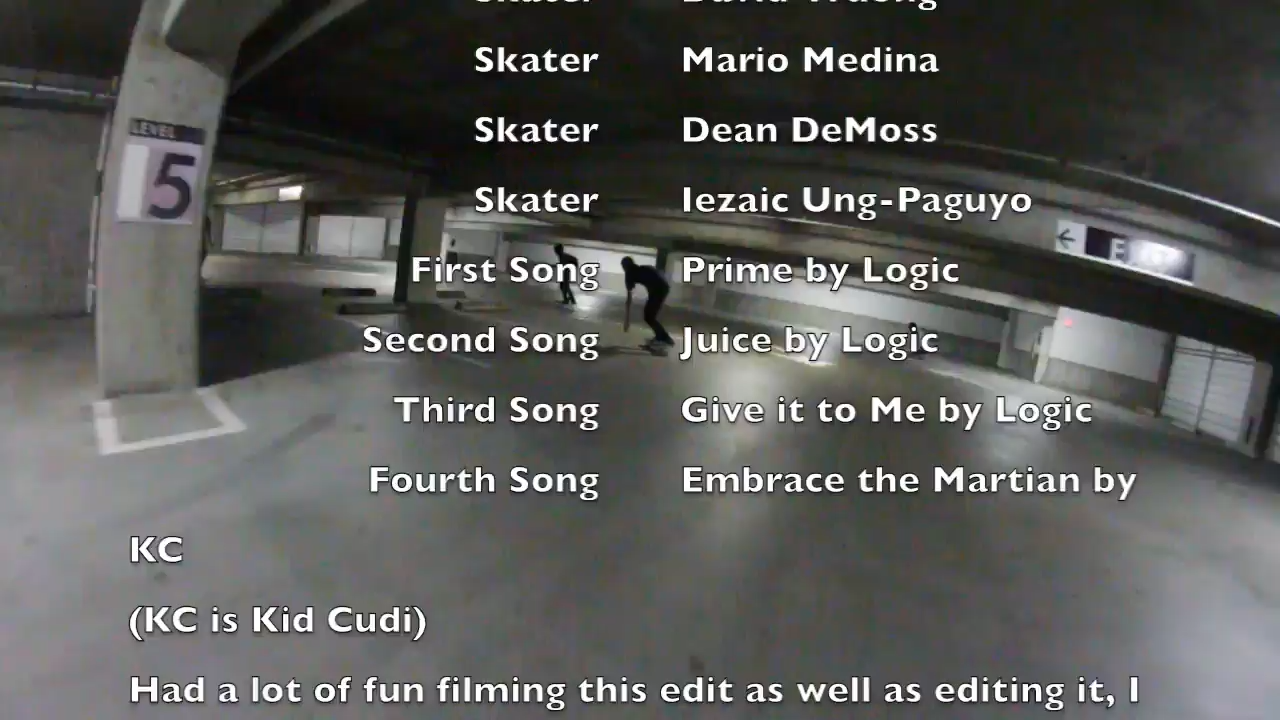 Skater Mario Medina
Skater Dean DeMoss
Skater Iezaic Ung-Paguyo
First Song Prime by Logic
Second Song Juice by Logic
Third Song Give it to Me by Logic
Fourth Song Embrace the Martian by
KC
(KC is Kid Cudi)
Had a lot of fun filming this edit as well as editing it, I
LEVEL
5